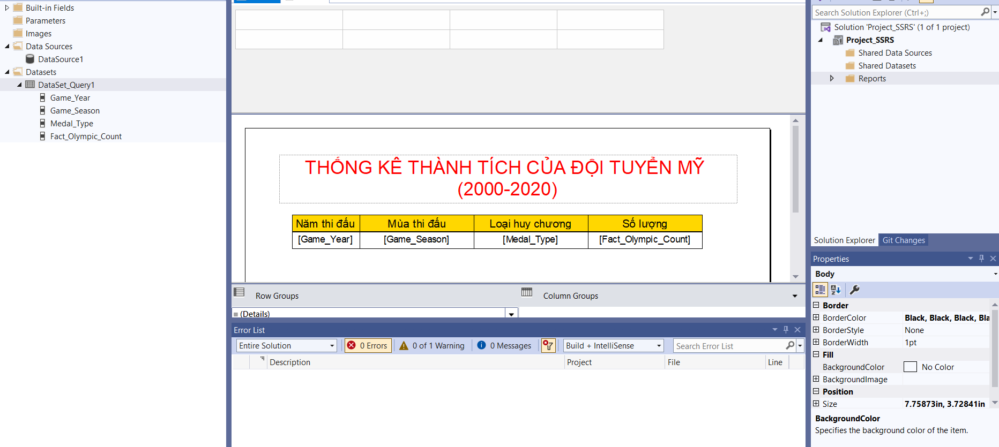 Built-in Fields
Parameters
Images
Data Sources
DataSource1
Datasets
DataSet_Query1
Game_Year
Game_Season
Medal_Type
Fact_Olympic_Count
THỐNG KÊ THÀNH TÍCH CỦA ĐỘI TUYỂN MỸ
(2000-2020)
Năm thi đấu Mùa thi đấu Loại huy chương Số lượng
[Game_Year] [Game_Season] [Medal_Type] [Fact_Olympic_Count]
Row Groups Column Groups
(Details)
Error List
Entire Solution 0 Errors 0 of 1 Warning 0 Messages Build + IntelliSense Search Error List
Description Project File Line
Search Solution Explorer (Ctrl+;)
Solution 'Project_SSRS' (1 of 1 project)
Project_SSRS
Shared Data Sources
Shared Datasets
Reports
Solution Explorer Git Changes
Properties
Body
Border
BorderColor Black, Black, Black, Bla
BorderStyle None
BorderWidth 1pt
Fill
BackgroundColor No Color
BackgroundImage
Position
Size 7.75873in, 3.72841in
BackgroundColor
Specifies the background color of the item.